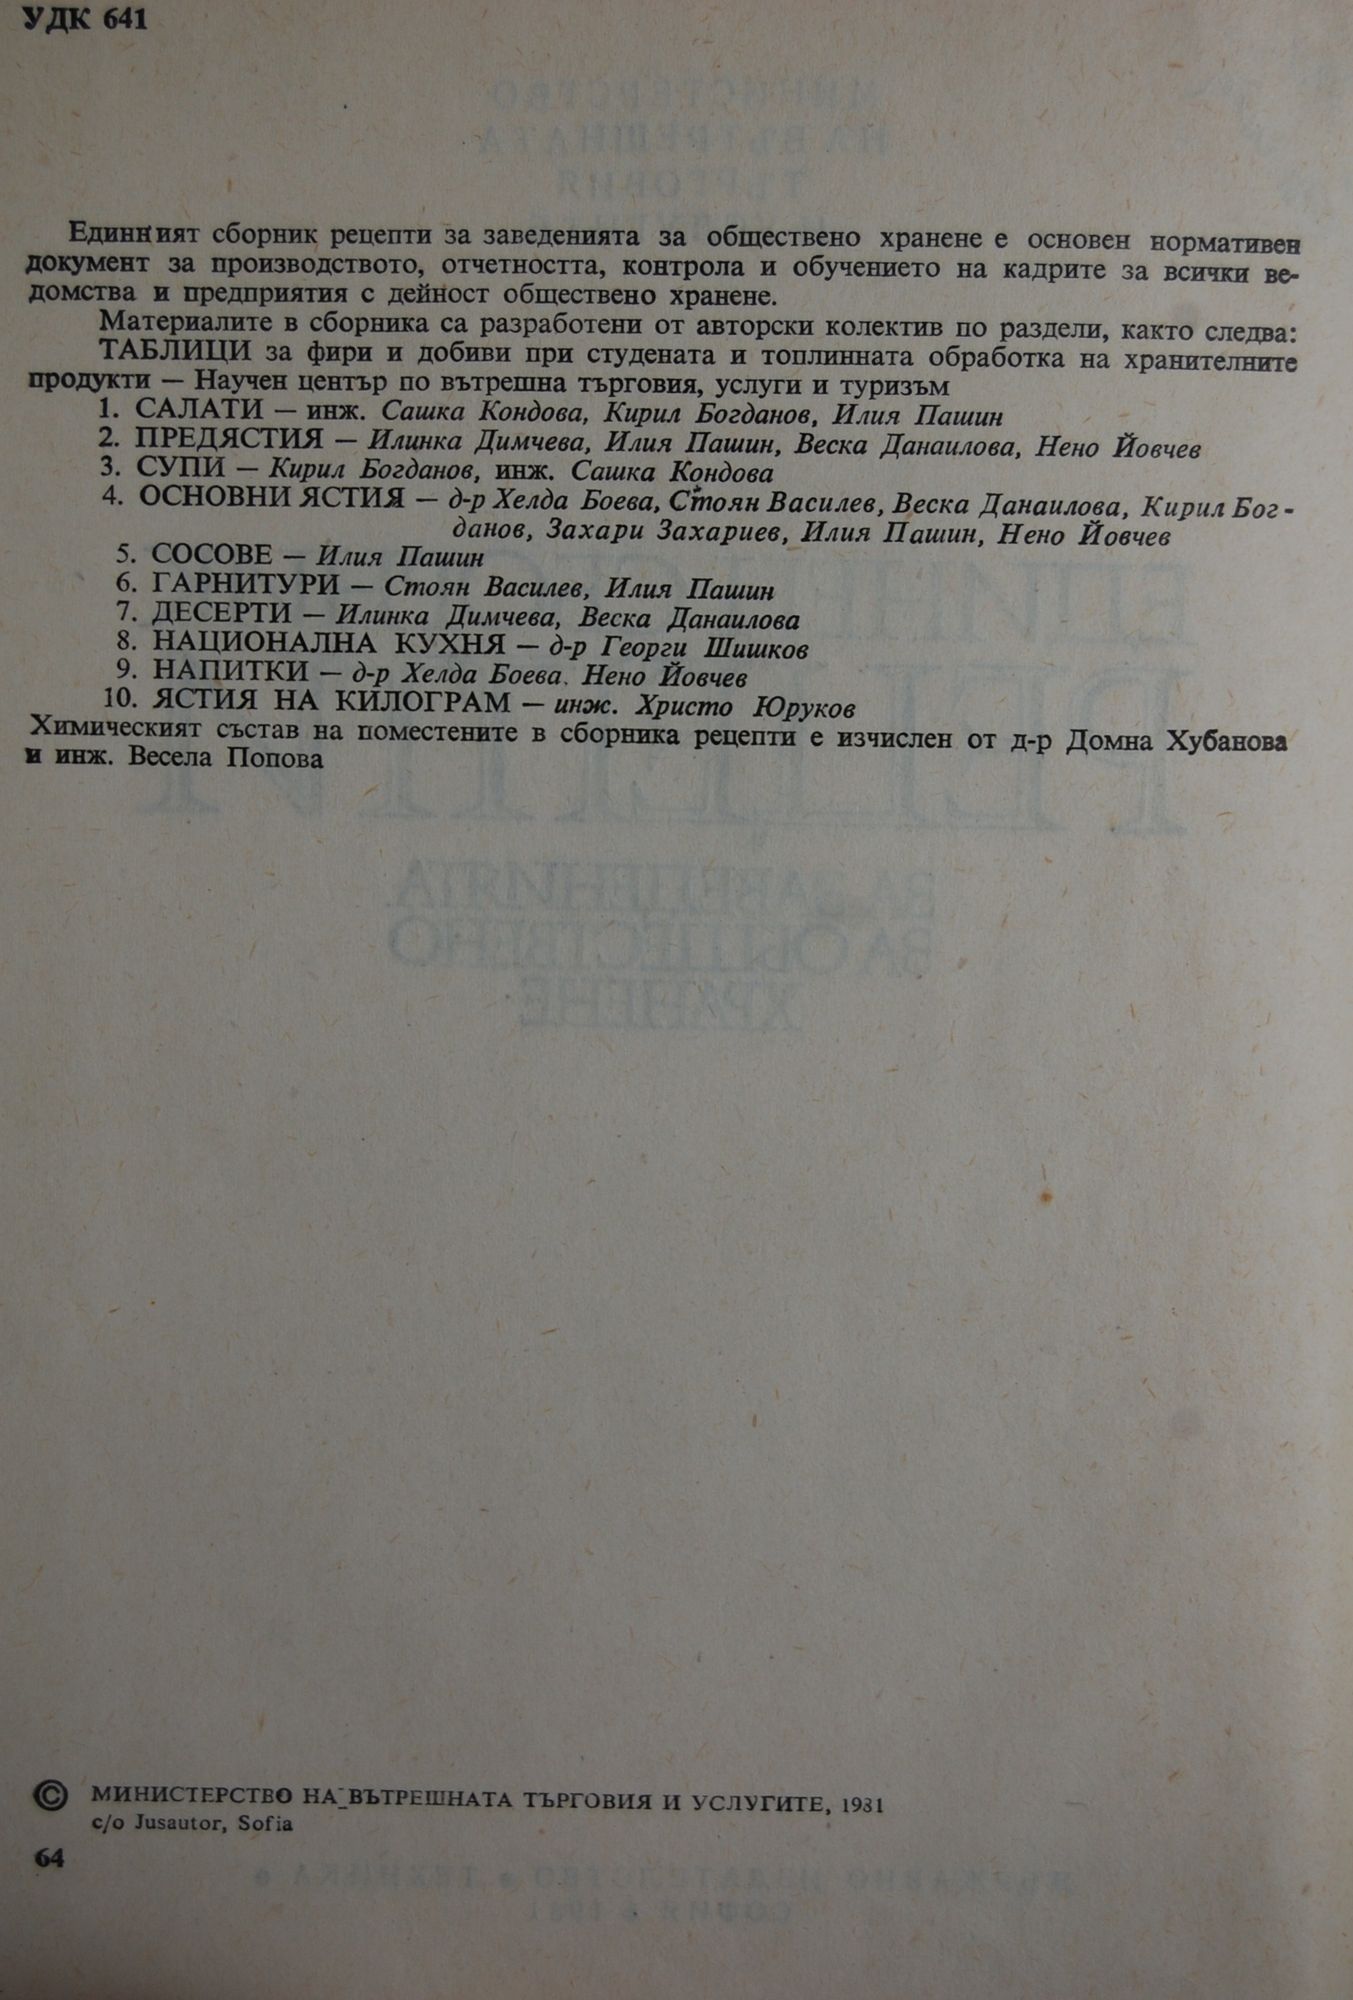 УДК 641
Единният сборник рецепти за заведенията за обществено хранене е основен нормативен
документ за производството, отчетността, контрола и обучението на кадрите за всички ве-
домства и предприятия с дейност обществено хранене.
Материалите в сборника са разработени от авторски колектив по раздели, както следва:
ТАБЛИЦИ за фири и добиви при студената и топлинната обработка на хранителните
продукти — Научен център по вътрешна търговия, услуги и туризъм
1. САЛАТИ — инж. Сашка Кондова, Кирил Богданов, Илия Пашин
2. ПРЕДЯСТИЯ — Илинка Димчева, Илия Пашин, Веска Данаилова, Нено Йовчев
3. СУПИ — Кирил Богданов, инж. Сашка Кондова
4. ОСНОВНИ ЯСТИЯ — д-р Хелда Боева, Стоян Василев, Веска Данаилова, Кирил Бог-
данов, Захари Захариев, Илия Пашин, Нено Йовчев
5. СОСОВЕ — Илия Пашин
6. ГАРНИТУРИ — Стоян Василев, Илия Пашин
7. ДЕСЕРТИ — Илинка Димчева, Веска Данаилова
8. НАЦИОНАЛНА КУХНЯ — д-р Георги Шишков
9. НАПИТКИ — д-р Хелда Боева, Нено Йовчев
10. ЯСТИЯ НА КИЛОГРАМ — инж. Христо Юруков
Химическият състав на поместените в сборника рецепти е изчислен от д-р Домна Хубанова
и инж. Весела Попова
© МИНИСТЕРСТВО НА ВЪТРЕШНАТА ТЪРГОВИЯ И УСЛУГИТЕ, 1981
c/o Jusautor, Sofia
64